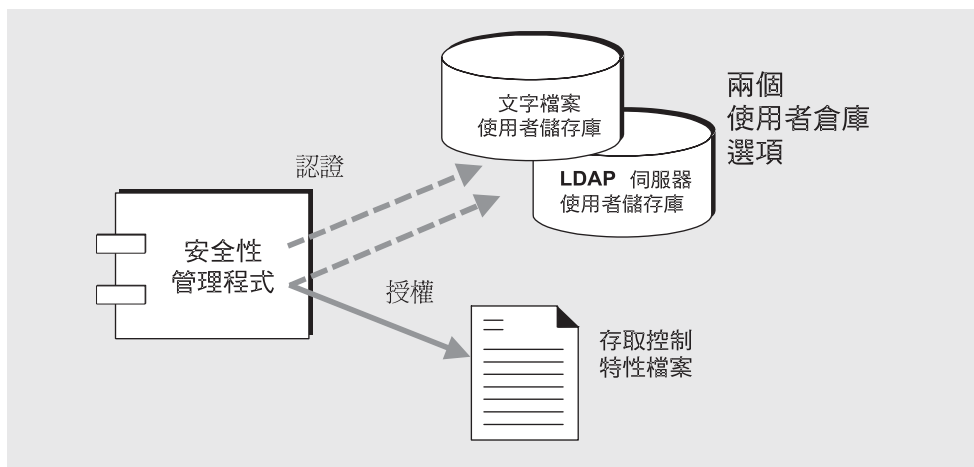 文字檔案
使用者儲存庫
兩個
使用者倉庫
選項
LDAP 伺服器
使用者儲存庫
認證
安全性
管理程式
授權
存取控制
特性檔案